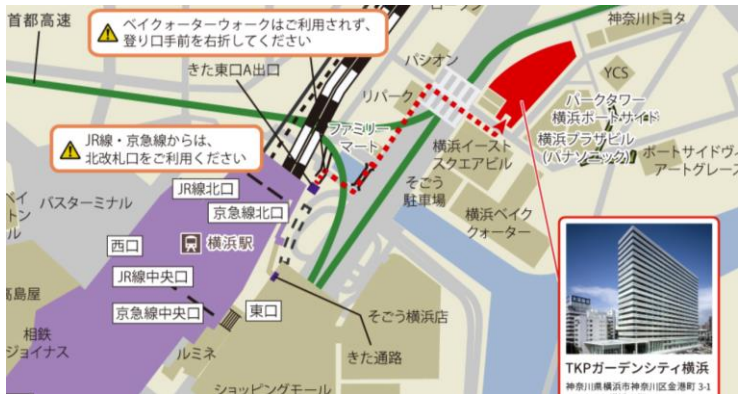 首都高速
ベイクォーターウォークはご利用されず、
登り口手前を右折してください
神奈川トヨタ
きた東口A出口
パシオン
YCS
リパーク
パークタワー
横浜ポートサイド
JR線・京急線からは、
北改札口をご利用ください
ファミリー
マート
横浜イースト
スクエアビル
横浜プラザビル
(パナソニック)
ポートサイドヴィ
アートグレース
JR線北口
バスターミナル
そごう
駐車場
京急線北口
横浜ベイ
クォーター
西口
横浜駅
JR線中央口
高島屋
京急線中央口
東口
そごう横浜店
相鉄
ジョイナス
ルミネ
きた通路
TKPガーデンシティ横浜
神奈川県横浜市神奈川区金港町 3-1
ショッピングモール